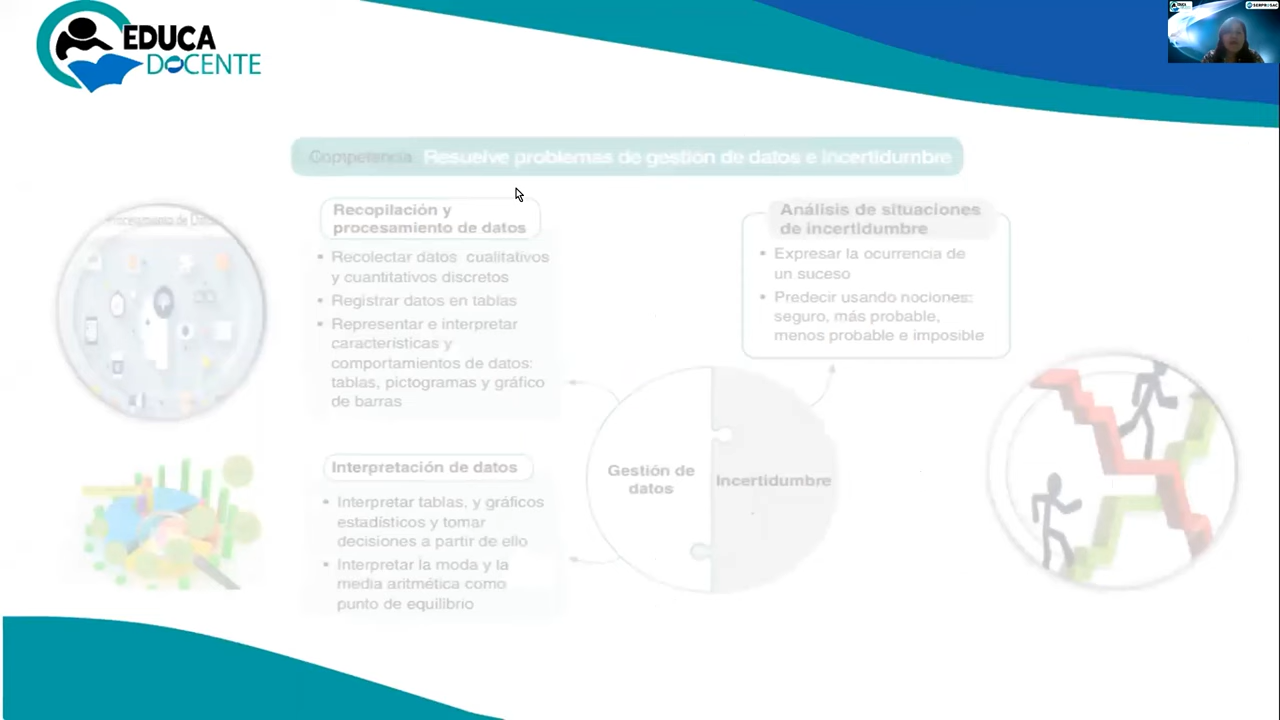 EDUCA
DOCENTE
Competencia Resuelve problemas de gestión de datos e incertidumbre
Procesamiento de
Recopilación y
procesamiento de datos
• Recolectar datos cualitativos
y cuantitativos discretos
• Registrar datos en tablas
• Representar e interpretar
características y
comportamientos de datos:
tablas, pictogramas y gráfico
de barras
Interpretación de datos
• Interpretar tablas, y gráficos
estadísticos y tomar
decisiones a partir de ello
• Interpretar la moda y la
media aritmética como
punto de equilibrio
Gestión de
datos
Incertidumbre
Análisis de situaciones
de incertidumbre
• Expresar la ocurrencia de
un suceso
• Predecir usando nociones:
seguro, más probable,
menos probable e imposible